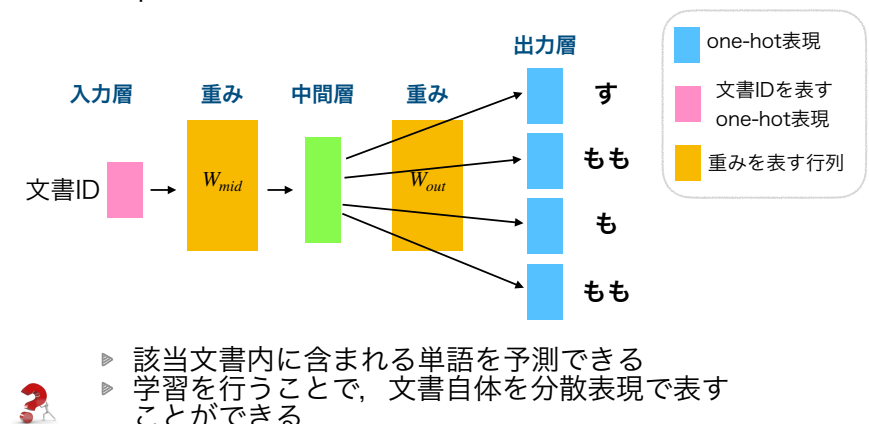 出力層
one-hot表現
入力層
重み
中間層
重み
す
文書IDを表す
one-hot表現
もも
重みを表す行列
文書ID
W_mid
W_out
も
もも
該当文書内に含まれる単語を予測できる
学習を行うことで，文書自体を分散表現で表す
ことができる